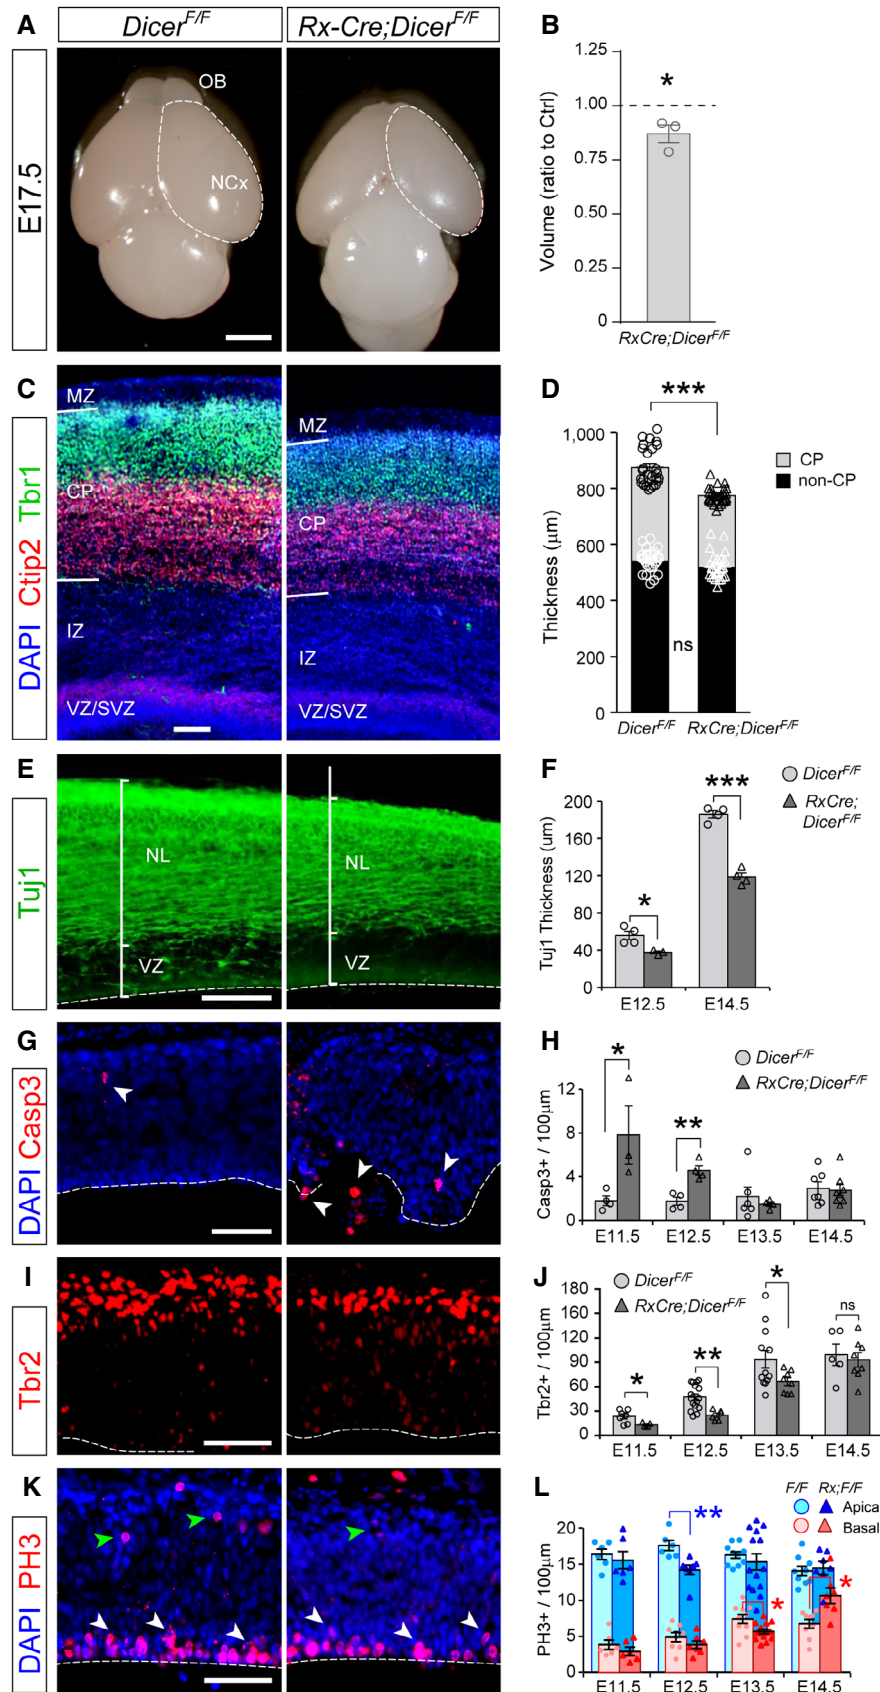 A
Dicer^F/F
Rx-Cre;Dicer^F/F
E17.5
OB
NCx
B
Volume (ratio to Ctrl)
1.25
1.00
0.75
0.50
0.25
0
*
RxCre;Dicer^F/F
C
DAPI Ctip2 Tbr1
MZ
CP
IZ
VZ/SVZ
MZ
CP
IZ
VZ/SVZ
D
***
Thickness (µm)
1,000
800
600
400
200
0
ns
CP
non-CP
Dicer^F/F
RxCre;Dicer^F/F
E
Tuj1
NL
VZ
NL
VZ
F
Dicer^F/F
RxCre;
Dicer^F/F
Tuj1 Thickness (um)
200
160
120
80
40
0
*
***
E12.5
E14.5
G
DAPI Casp3
H
Dicer^F/F
RxCre;Dicer^F/F
Casp3+ / 100µm
12
8
4
0
*
**
E11.5
E12.5
E13.5
E14.5
I
Tbr2
J
Dicer^F/F
RxCre;Dicer^F/F
Tbr2+ / 100µm
180
150
120
90
60
30
0
*
**
*
ns
E11.5
E12.5
E13.5
E14.5
K
DAPI PH3
L
F/F Rx;F/F
Apical
Basal
PH3+ / 100µm
20
15
10
5
0
**
*
*
E11.5
E12.5
E13.5
E14.5